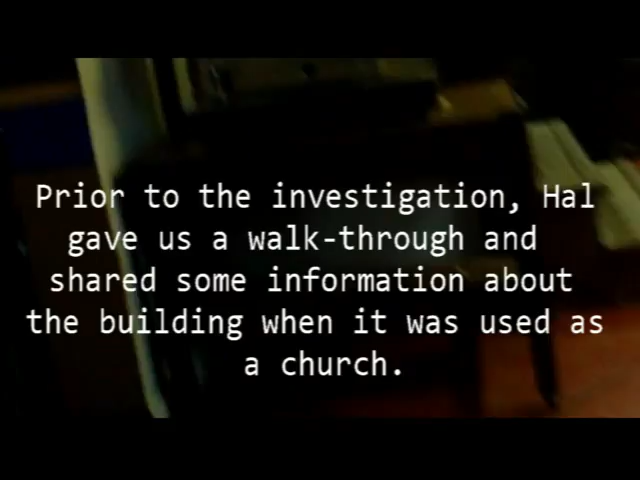 Prior to the investigation, Hal
gave us a walk-through and
shared some information about
the building when it was used as
a church.